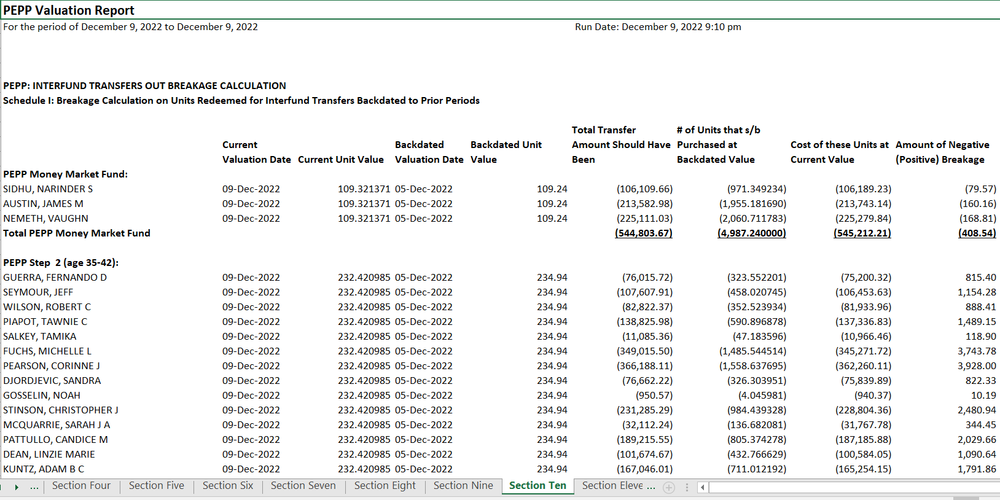 PEPP Valuation Report
For the period of December 9, 2022 to December 9, 2022 Run Date: December 9, 2022 9:10 pm
PEPP: INTERFUND TRANSFERS OUT BREAKAGE CALCULATION
Schedule I: Breakage Calculation on Units Redeemed for Interfund Transfers Backdated to Prior Periods
Total Transfer # of Units that s/b
Current Backdated Backdated Unit Amount Should Have Purchased at Cost of these Units at Amount of Negative
Valuation Date Current Unit Value Valuation Date Value Been Backdated Value Current Value (Positive) Breakage
PEPP Money Market Fund:
SIDHU, NARINDER S 09-Dec-2022 109.321371 05-Dec-2022 109.24 (106,109.66) (971.349234) (106,189.23) (79.57)
AUSTIN, JAMES M 09-Dec-2022 109.321371 05-Dec-2022 109.24 (213,582.98) (1,955.181690) (213,743.14) (160.16)
NEMETH, VAUGHN 09-Dec-2022 109.321371 05-Dec-2022 109.24 (225,111.03) (2,060.711783) (225,279.84) (168.81)
Total PEPP Money Market Fund (544,803.67) (4,987.240000) (545,212.21) (408.54)
PEPP Step 2 (age 35-42):
GUERRA, FERNANDO D 09-Dec-2022 232.420985 05-Dec-2022 234.94 (76,015.72) (323.552201) (75,200.32) 815.40
SEYMOUR, JEFF 09-Dec-2022 232.420985 05-Dec-2022 234.94 (107,607.91) (458.020745) (106,453.63) 1,154.28
WILSON, ROBERT C 09-Dec-2022 232.420985 05-Dec-2022 234.94 (82,822.37) (352.523934) (81,933.96) 888.41
PIAPOT, TAWNIE C 09-Dec-2022 232.420985 05-Dec-2022 234.94 (138,825.98) (590.896878) (137,336.83) 1,489.15
SALKEY, TAMIKA 09-Dec-2022 232.420985 05-Dec-2022 234.94 (11,085.36) (47.183596) (10,966.46) 118.90
FUCHS, MICHELLE L 09-Dec-2022 232.420985 05-Dec-2022 234.94 (349,015.50) (1,485.544514) (345,271.72) 3,743.78
PEARSON, CORINNE J 09-Dec-2022 232.420985 05-Dec-2022 234.94 (366,188.11) (1,558.637695) (362,260.11) 3,928.00
DJORDJEVIC, SANDRA 09-Dec-2022 232.420985 05-Dec-2022 234.94 (76,662.22) (326.303951) (75,839.89) 822.33
GOSSELIN, NOAH 09-Dec-2022 232.420985 05-Dec-2022 234.94 (950.57) (4.045981) (940.37) 10.19
STINSON, CHRISTOPHER J 09-Dec-2022 232.420985 05-Dec-2022 234.94 (231,285.29) (984.439328) (228,804.36) 2,480.94
MCQUARRIE, SARAH J A 09-Dec-2022 232.420985 05-Dec-2022 234.94 (32,112.24) (136.682081) (31,767.78) 344.45
PATTULLO, CANDICE M 09-Dec-2022 232.420985 05-Dec-2022 234.94 (189,215.55) (805.374278) (187,185.88) 2,029.66
DEAN, LINZIE MARIE 09-Dec-2022 232.420985 05-Dec-2022 234.94 (101,674.67) (432.766629) (100,584.05) 1,090.64
KUNTZ, ADAM B C 09-Dec-2022 232.420985 05-Dec-2022 234.94 (167,046.01) (711.012192) (165,254.15) 1,791.86
... Section Four Section Five Section Six Section Seven Section Eight Section Nine Section Ten Section Eleve ...